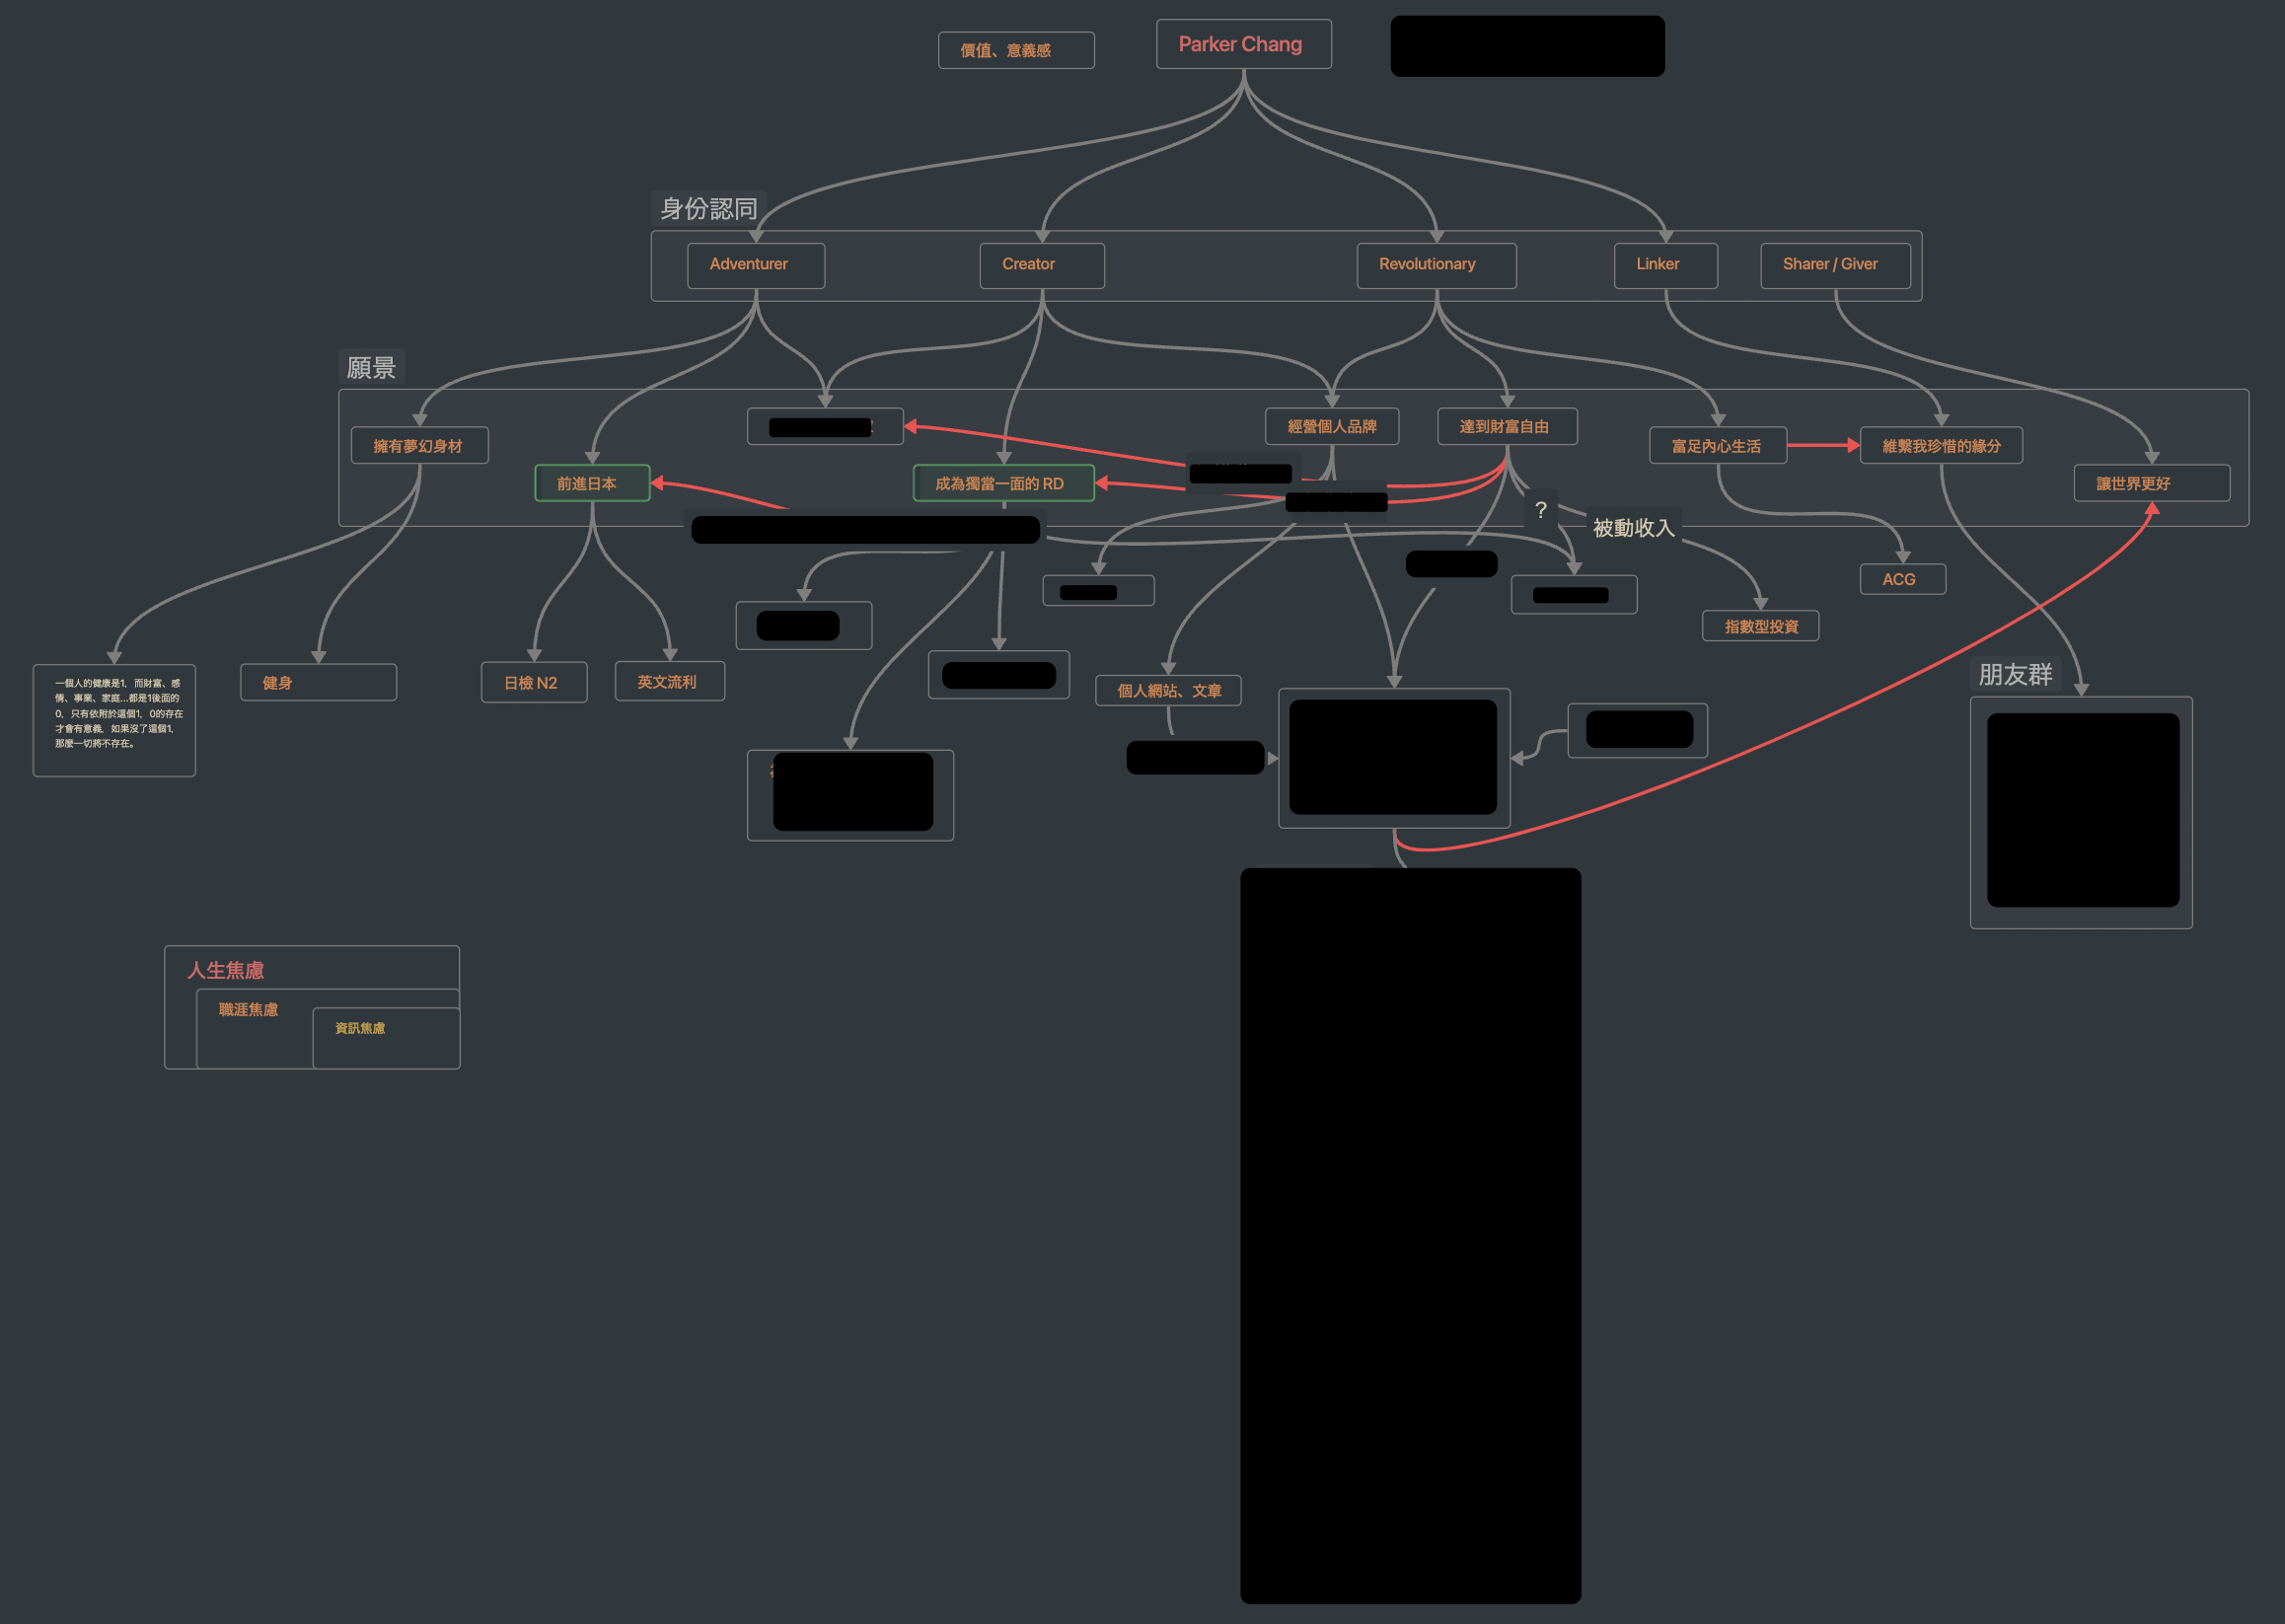 價值、意義感
Parker Chang
身份認同
Adventurer
Creator
Revolutionary
Linker
Sharer / Giver
願景
擁有夢幻身材
經營個人品牌
達到財富自由
富足內心生活
維繫我珍惜的緣分
前進日本
成為獨當一面的 RD
讓世界更好
?
被動收入
ACG
指數型投資
一個人的健康是1，而財富、感
情、事業、家庭...都是1後面的
0，只有依附於這個1，0的存在
才會有意義，如果沒了這個1，
那麼一切將不存在。
健身
日檢 N2
英文流利
個人網站、文章
朋友群
人生焦慮
職涯焦慮
資訊焦慮